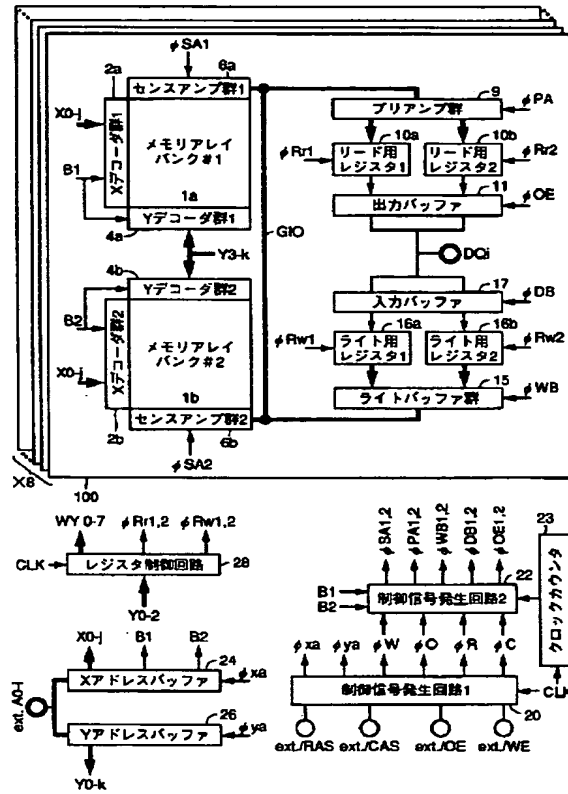 φSA1
2a
6a
センスアンプ群1
X0-j
Xデコーダ群1
メモリアレイ
バンク#1
B1
1a
Yデコーダ群1
4a
Y3-k
GIO
4b
Yデコーダ群2
B2
Xデコーダ群2
メモリアレイ
バンク#2
X0-j
1b
センスアンプ群2
2b
6b
φSA2
9
プリアンプ群
φPA
10a
10b
φRr1
リード用
レジスタ1
リード用
レジスタ2
φRr2
11
出力バッファ
φOE
DQi
17
入力バッファ
φDB
16a
16b
φRw1
ライト用
レジスタ1
ライト用
レジスタ2
φRw2
15
ライトバッファ群
φWB
X8
100
WY 0-7
φRr1,2
φRw1,2
CLK
レジスタ制御回路
28
Y0-2
X0-j
B1
B2
24
Xアドレスバッファ
φxa
ext. A0-i
26
Yアドレスバッファ
φya
Y0-k
φSA1,2
φPA1,2
φWB1,2
φDB1,2
φOE1,2
23
クロックカウンタ
22
B1
B2
制御信号発生回路2
φxa
φya
φW
φO
φR
φC
制御信号発生回路1
CLK
20
ext./RAS
ext./CAS
ext./OE
ext./WE